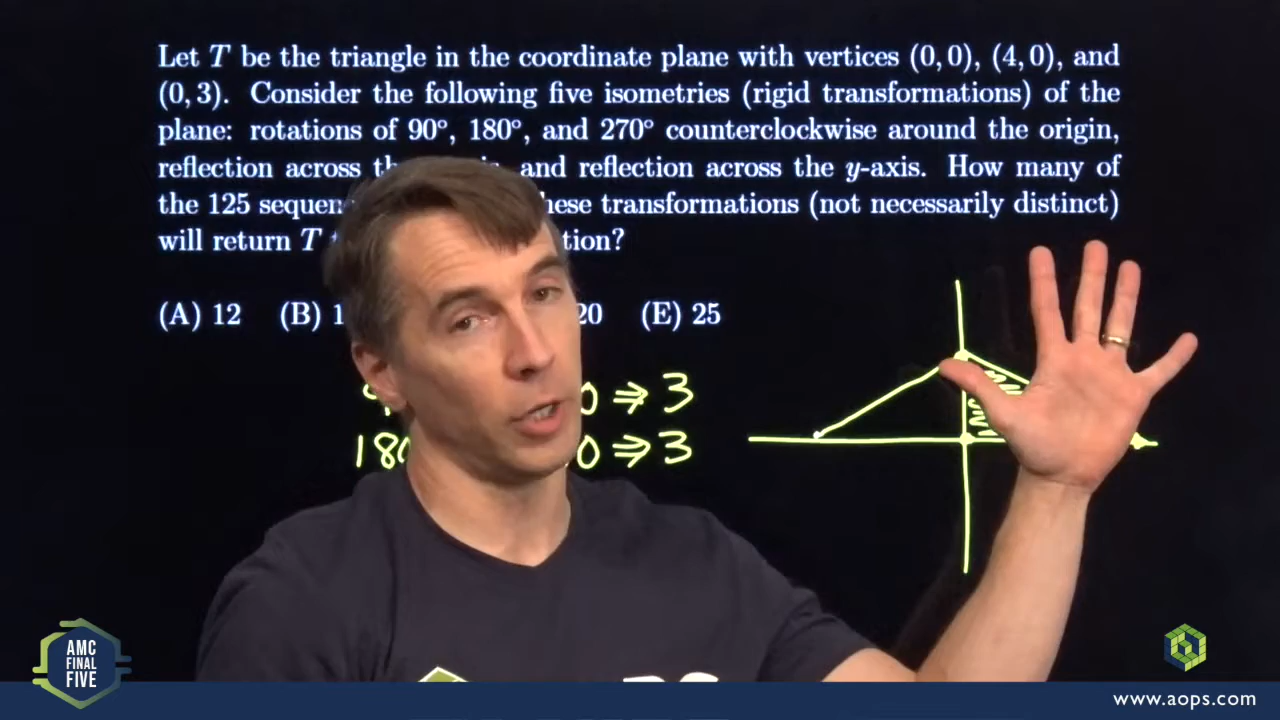 Let T be the triangle in the coordinate plane with vertices (0, 0), (4, 0), and
(0, 3). Consider the following five isometries (rigid transformations) of the
plane: rotations of 90°, 180°, and 270° counterclockwise around the origin,
reflection across and reflection across the y-axis. How many of
the 125 these transformations (not necessarily distinct)
will return T
(A) 12 (B) 20 (E) 25
0 ⇒ 3
180 0 ⇒ 3
AMC
FINAL
FIVE
www.aops.com